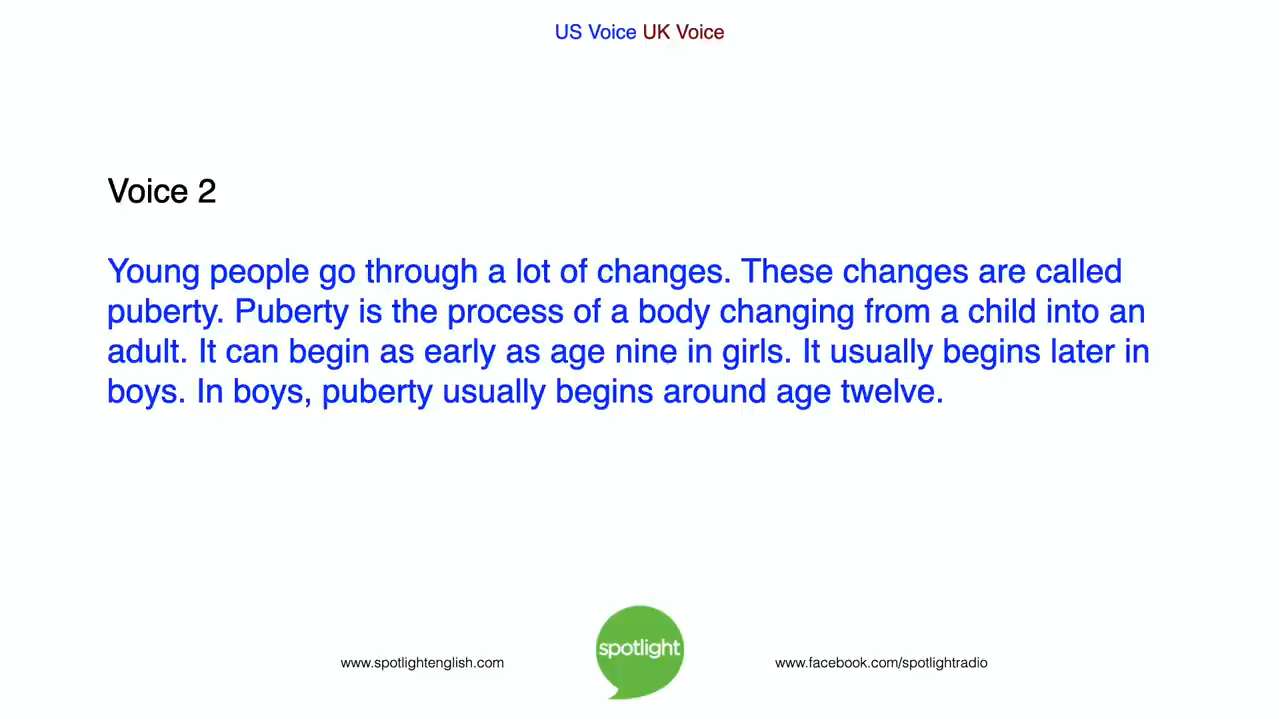 US Voice UK Voice
Voice 2
Young people go through a lot of changes. These changes are called
puberty. Puberty is the process of a body changing from a child into an
adult. It can begin as early as age nine in girls. It usually begins later in
boys. In boys, puberty usually begins around age twelve.
www.spotlightenglish.com
spotlight
www.facebook.com/spotlightradio